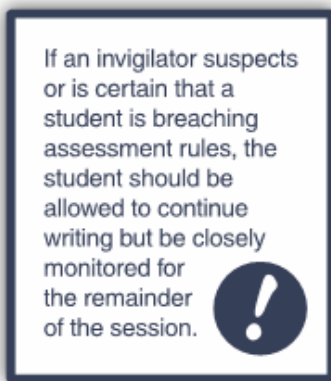 If an invigilator suspects
or is certain that a
student is breaching
assessment rules, the
student should be
allowed to continue
writing but be closely
monitored for
the remainder
of the session.
!